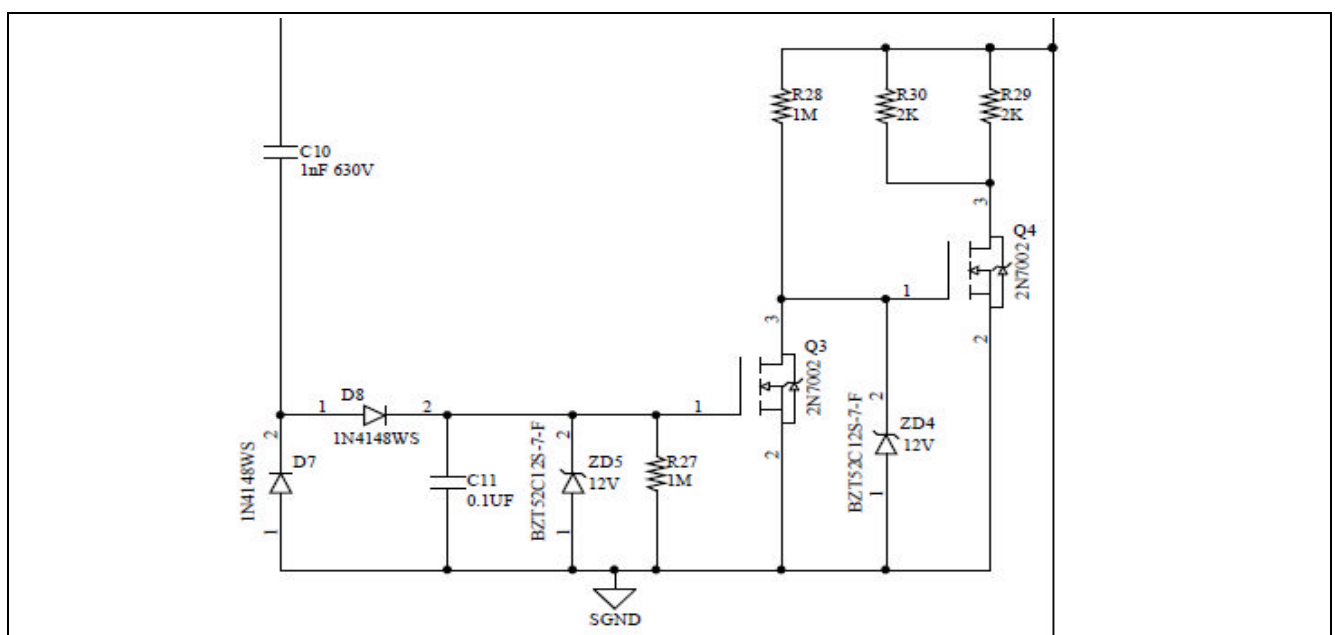 R28
1M
R30
2K
R29
2K
C10
1nF 630V
3
Q4
2N7002
1
2
3
Q3
2N7002
1
2
D8
1
2
1N4148WS
2
D7
1N4148WS
1
C11
0.1UF
2
ZD5
12V
BZT52C12S-7-F
1
R27
1M
2
ZD4
12V
BZT52C12S-7-F
1
SGND